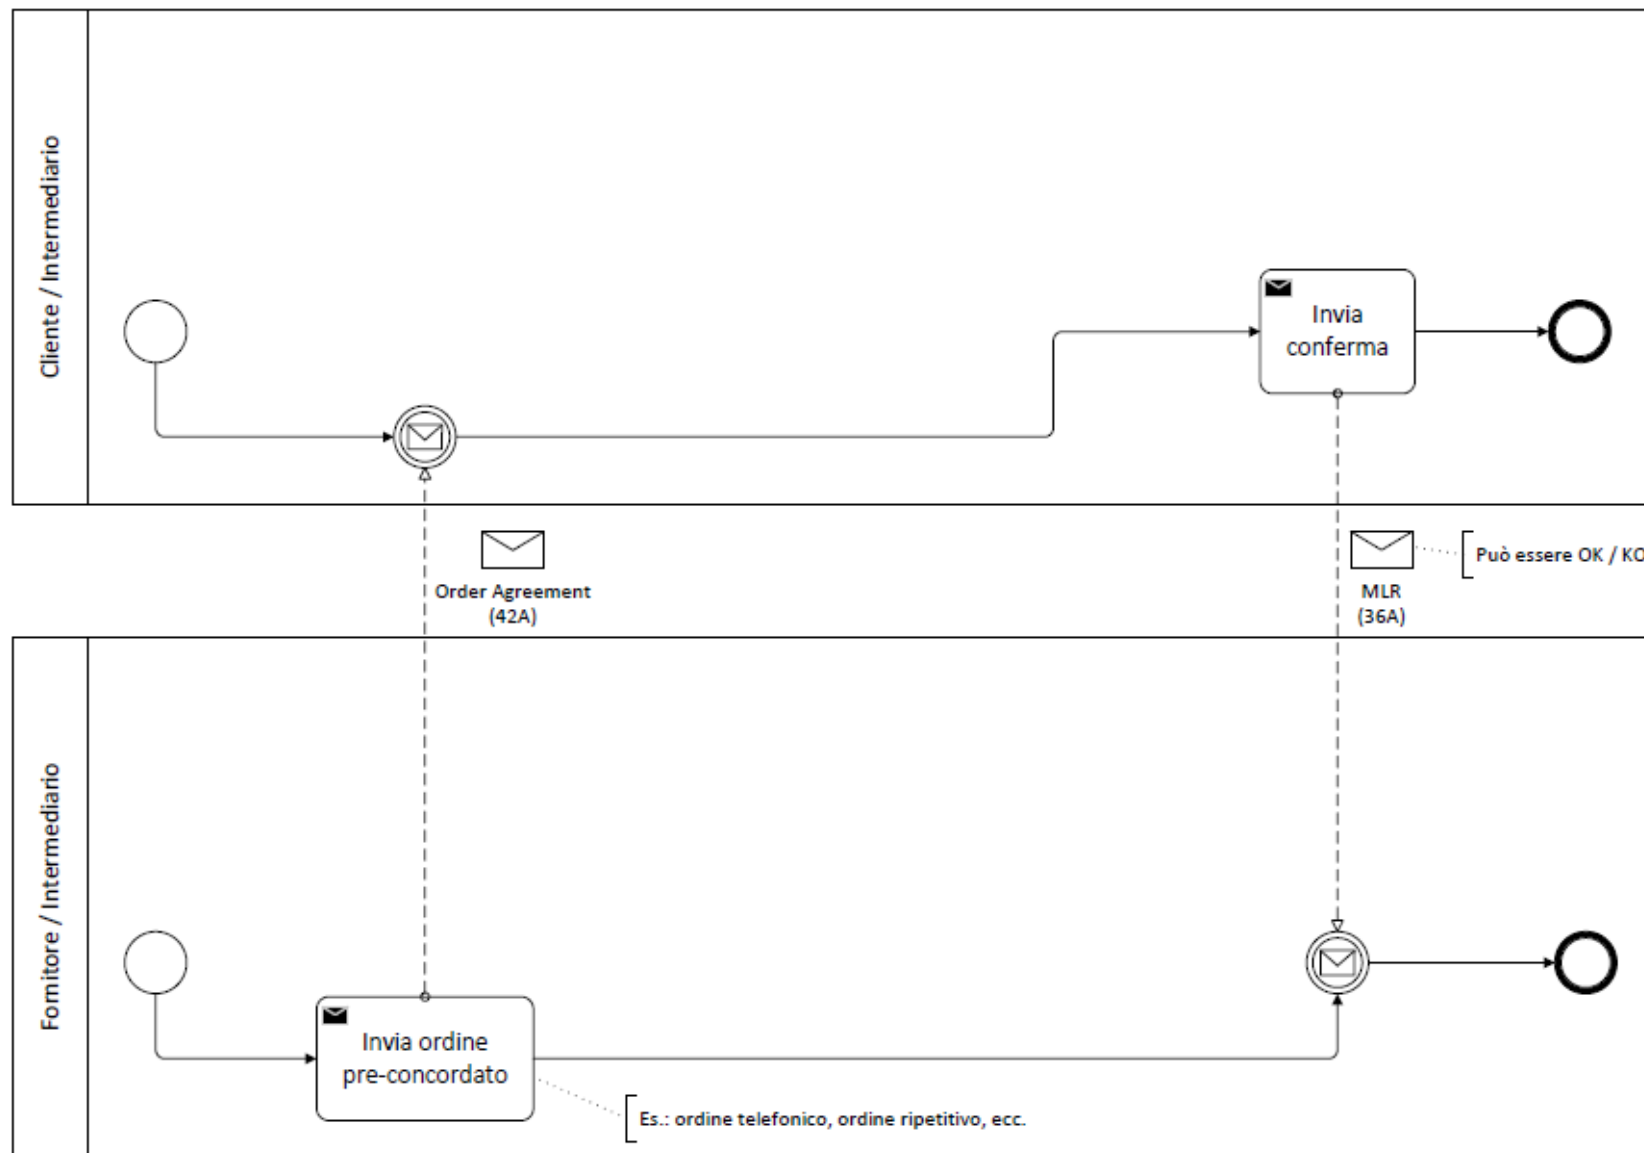 Cliente / Intermediario
Invia
conferma
Order Agreement
(42A)
MLR
(36A)
Può essere OK / KO
Fornitore / Intermediario
Invia ordine
pre-concordato
Es.: ordine telefonico, ordine ripetitivo, ecc.